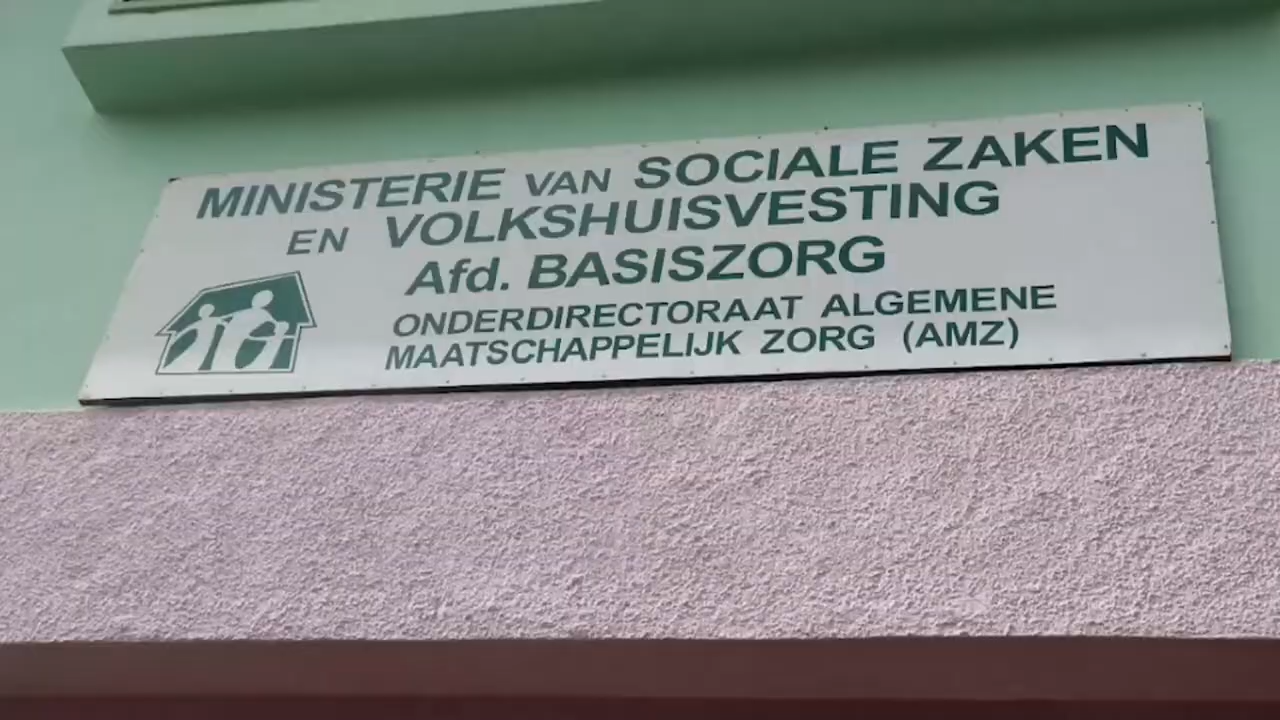 MINISTERIE VAN SOCIALE ZAKEN
EN VOLKSHUISVESTING
Afd. BASISZORG
ONDERDIRECTORAAT ALGEMENE
MAATSCHAPPELIJK ZORG (AMZ)